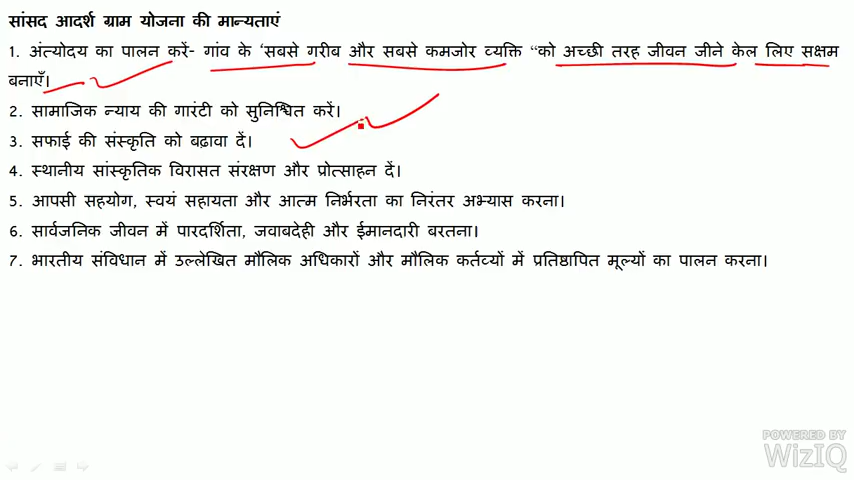 सांसद आदर्श ग्राम योजना की मान्यताएं
1. अंत्योदय का पालन करें- गांव के ‘सबसे गरीब और सबसे कमजोर व्यक्ति “को अच्छी तरह जीवन जीने केल लिए सक्षम
बनाएँ।
2. सामाजिक न्याय की गारंटी को सुनिश्चित करें।
3. सफाई की संस्कृति को बढ़ावा दें।
4. स्थानीय सांस्कृतिक विरासत संरक्षण और प्रोत्साहन दें।
5. आपसी सहयोग, स्वयं सहायता और आत्म निर्भरता का निरंतर अभ्यास करना।
6. सार्वजनिक जीवन में पारदर्शिता, जवाबदेही और ईमानदारी बरतना।
7. भारतीय संविधान में उल्लेखित मौलिक अधिकारों और मौलिक कर्तव्यों में प्रतिष्ठापित मूल्यों का पालन करना।
POWERED BY
WizIQ